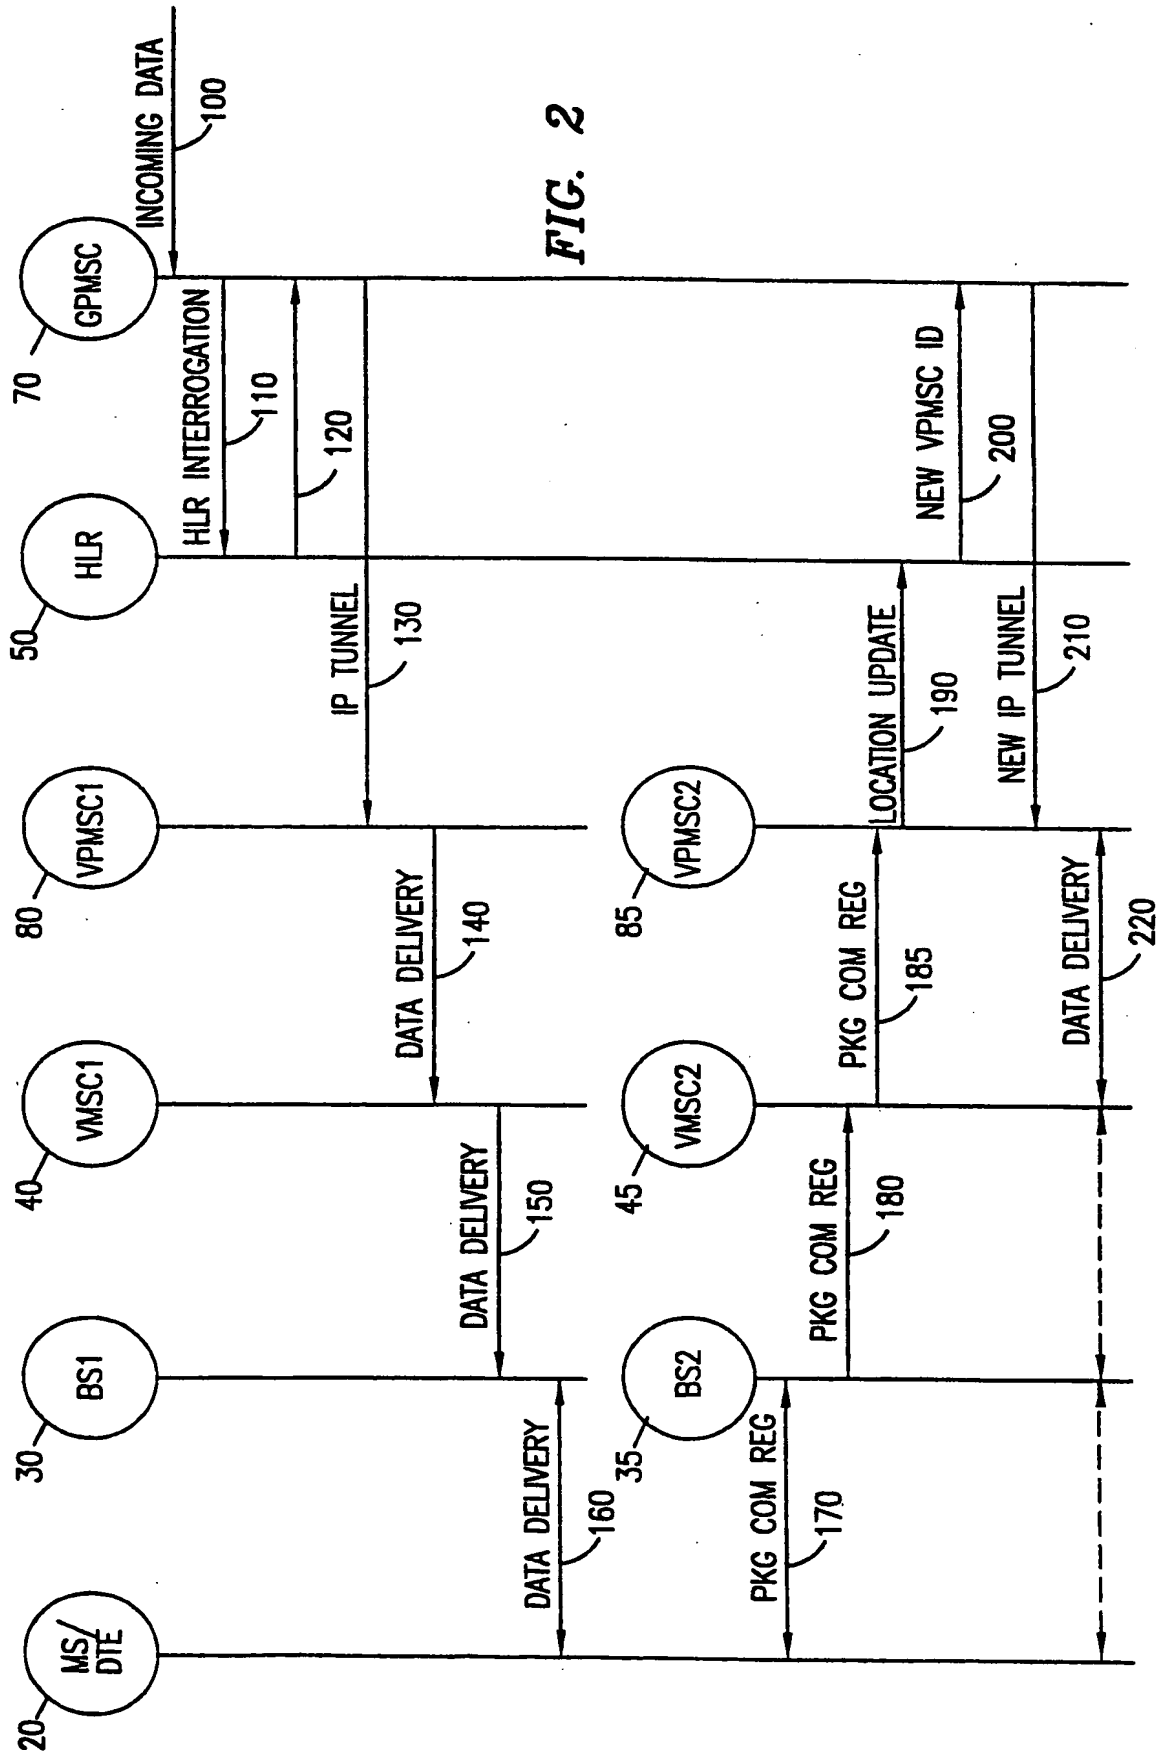 20
MS/
DTE
30
BS1
40
VMSC1
80
VPMSC1
50
HLR
70
GPMSC
INCOMING DATA
100
HLR INTERROGATION
110
120
IP TUNNEL
130
DATA DELIVERY
140
DATA DELIVERY
150
DATA DELIVERY
160
FIG. 2
35
BS2
45
VMSC2
85
VPMSC2
PKG COM REG
170
PKG COM REG
180
PKG COM REG
185
LOCATION UPDATE
190
NEW VPMSC ID
200
NEW IP TUNNEL
210
DATA DELIVERY
220